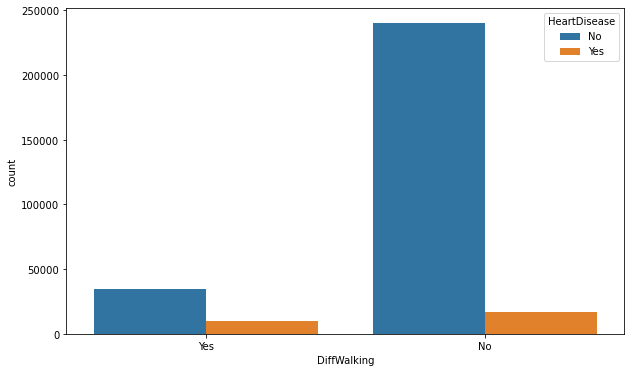 250000
200000
150000
100000
50000
0
count
Yes
No
DiffWalking
HeartDisease
No
Yes